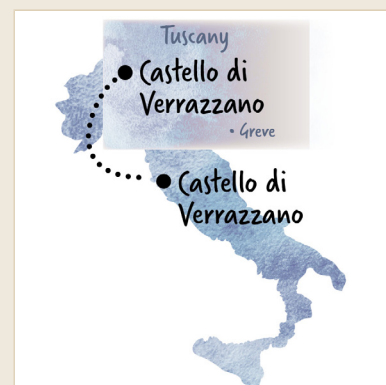 Tuscany
Castello di
Verrazzano
• Greve
Castello di
Verrazzano